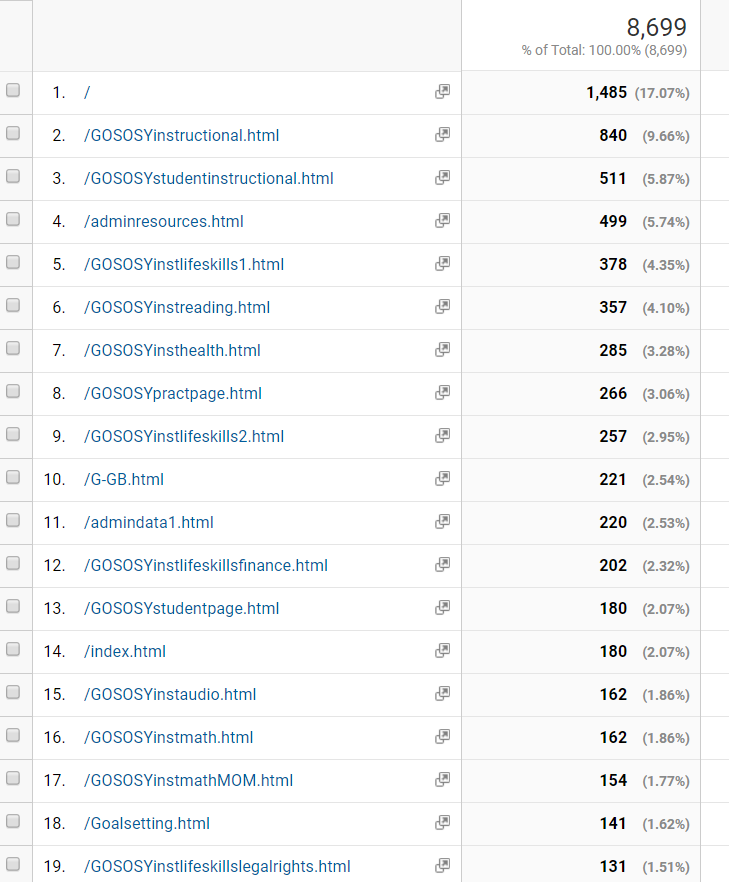 8,699
% of Total: 100.00% (8,699)
1. / 1,485 (17.07%)
2. /GOSOSYinstructional.html 840 (9.66%)
3. /GOSOSYstudentinstructional.html 511 (5.87%)
4. /adminresources.html 499 (5.74%)
5. /GOSOSYinstlifeskills1.html 378 (4.35%)
6. /GOSOSYinstreading.html 357 (4.10%)
7. /GOSOSYinsthealth.html 285 (3.28%)
8. /GOSOSYpractpage.html 266 (3.06%)
9. /GOSOSYinstlifeskills2.html 257 (2.95%)
10. /G-GB.html 221 (2.54%)
11. /admindata1.html 220 (2.53%)
12. /GOSOSYinstlifeskillsfinance.html 202 (2.32%)
13. /GOSOSYstudentpage.html 180 (2.07%)
14. /index.html 180 (2.07%)
15. /GOSOSYinstaudio.html 162 (1.86%)
16. /GOSOSYinstmath.html 162 (1.86%)
17. /GOSOSYinstmathMOM.html 154 (1.77%)
18. /Goalsetting.html 141 (1.62%)
19. /GOSOSYinstlifeskillslegalrights.html 131 (1.51%)